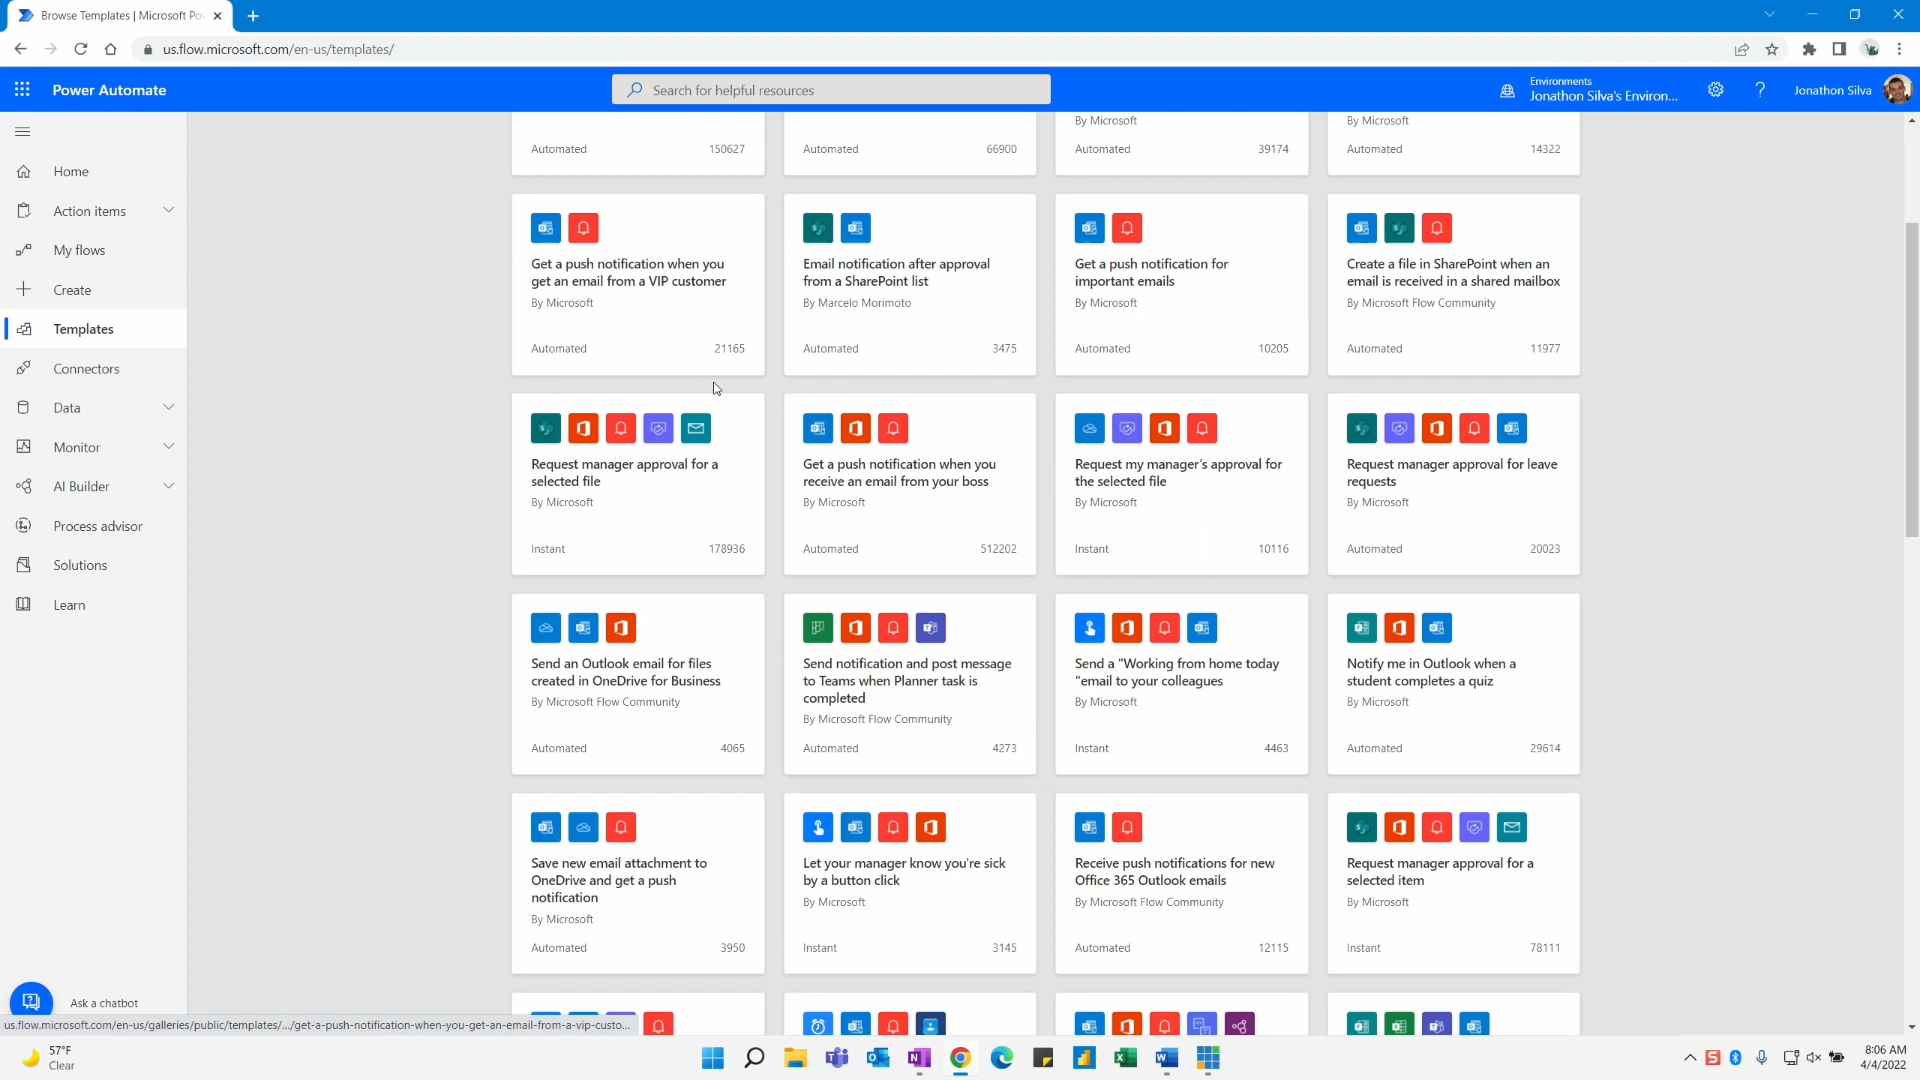 Browse Templates | Microsoft Po
us.flow.microsoft.com/en-us/templates/
Power Automate
Search for helpful resources
Environments
Jonathon Silva's Environ...
Jonathon Silva
Home
Action items
My flows
Create
Templates
Connectors
Data
Monitor
AI Builder
Process advisor
Solutions
Learn
Ask a chatbot
Automated 150627
Automated 66900
By Microsoft
Automated 39174
By Microsoft
Automated 14322
Get a push notification when you
get an email from a VIP customer
By Microsoft
Automated 21165
Email notification after approval
from a SharePoint list
By Marcelo Morimoto
Automated 3475
Get a push notification for
important emails
By Microsoft
Automated 10205
Create a file in SharePoint when an
email is received in a shared mailbox
By Microsoft Flow Community
Automated 11977
Request manager approval for a
selected file
By Microsoft
Instant 178936
Get a push notification when you
receive an email from your boss
By Microsoft
Automated 512202
Request my manager's approval for
the selected file
By Microsoft
Instant 10116
Request manager approval for leave
requests
By Microsoft
Automated 20023
Send an Outlook email for files
created in OneDrive for Business
By Microsoft Flow Community
Automated 4065
Send notification and post message
to Teams when Planner task is
completed
By Microsoft Flow Community
Automated 4273
Send a "Working from home today
"email to your colleagues
By Microsoft
Instant 4463
Notify me in Outlook when a
student completes a quiz
By Microsoft
Automated 29614
Save new email attachment to
OneDrive and get a push
notification
By Microsoft
Automated 3950
Let your manager know you're sick
by a button click
By Microsoft
Instant 3145
Receive push notifications for new
Office 365 Outlook emails
By Microsoft Flow Community
Automated 12115
Request manager approval for a
selected item
By Microsoft
Instant 78111
us.flow.microsoft.com/en-us/galleries/public/templates/.../get-a-push-notification-when-you-get-an-email-from-a-vip-custo...
57°F
Clear
8:06 AM
4/4/2022